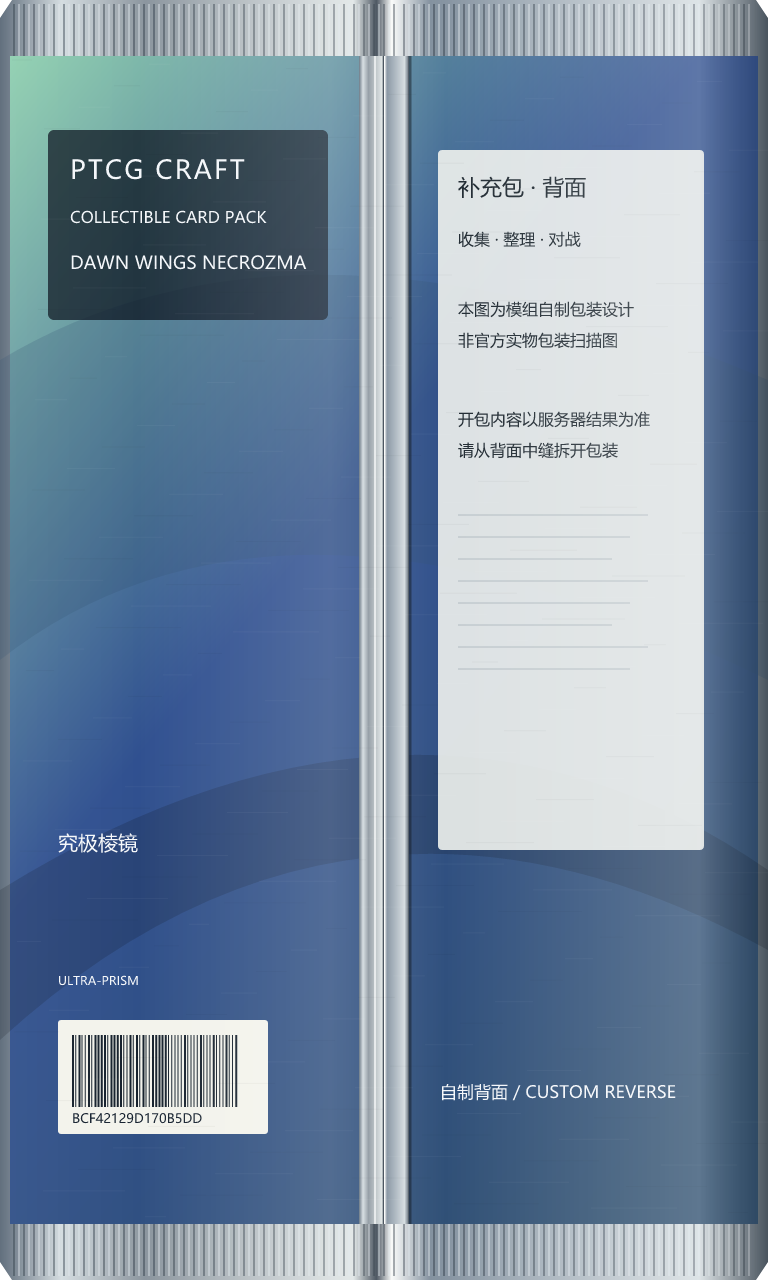 PTCG CRAFT
COLLECTIBLE CARD PACK
DAWN WINGS NECROZMA
究极棱镜
ULTRA-PRISM
BCF42129D170B5DD
补充包 · 背面
收集 · 整理 · 对战
本图为模组自制包装设计
非官方实物包装扫描图
开包内容以服务器结果为准
请从背面中缝拆开包装
自制背面 / CUSTOM REVERSE